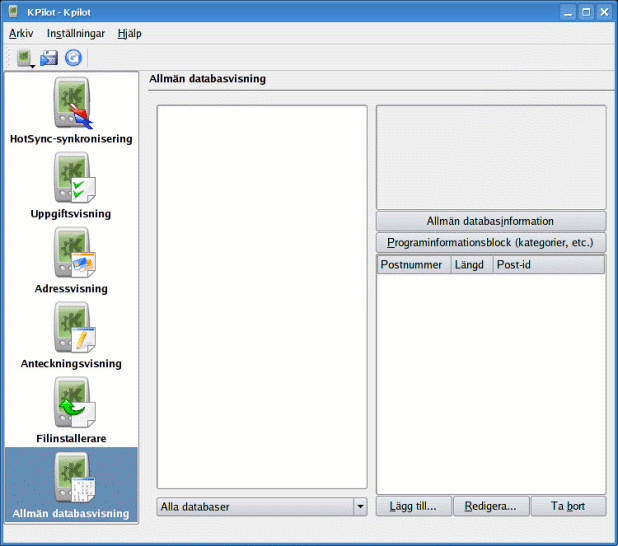 KPilot - Kpilot
Arkiv Inställningar Hjälp
HotSync-synkronisering
Uppgiftsvisning
Adressvisning
Anteckningsvisning
Filinstallerare
Allmän databasvisning
Allmän databasvisning
Alla databaser
Allmän databasinformation
Programinformationsblock (kategorier, etc.)
Postnummer Längd Post-id
Lägg till... Redigera... Ta bort